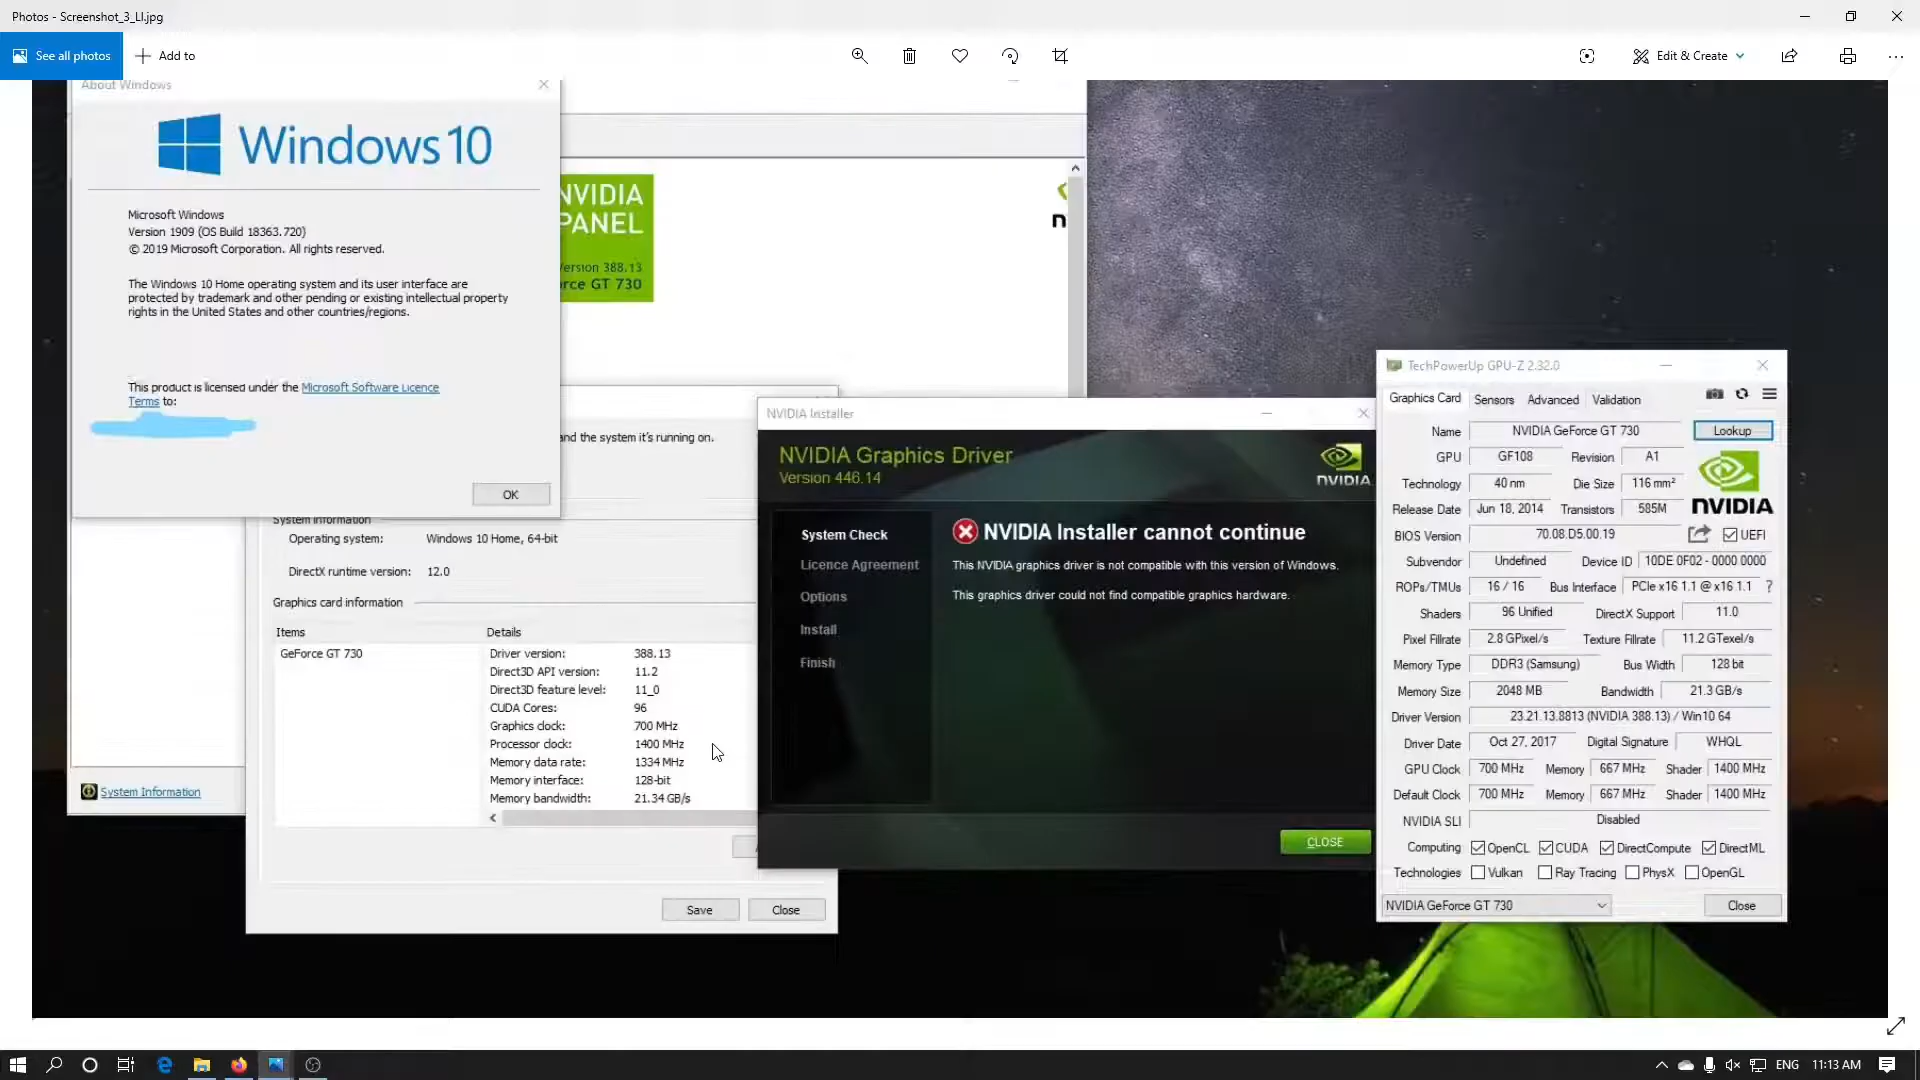 Photos - Screenshot_3_LI.jpg
See all photos
Add to
Edit & Create
About Windows
Windows 10
Microsoft Windows
Version 1909 (OS Build 18363.720)
© 2019 Microsoft Corporation. All rights reserved.
The Windows 10 Home operating system and its user interface are
protected by trademark and other pending or existing intellectual property
rights in the United States and other countries/regions.
This product is licensed under the Microsoft Software Licence
Terms to:
OK
NVIDIA
PANEL
Version 388.13
rce GT 730
n
and the system it's running on.
System Information
System information
Operating system: Windows 10 Home, 64-bit
DirectX runtime version: 12.0
Graphics card information
Items Details
GeForce GT 730
Driver version: 388.13
Direct3D API version: 11.2
Direct3D feature level: 11_0
CUDA Cores: 96
Graphics clock: 700 MHz
Processor clock: 1400 MHz
Memory data rate: 1334 MHz
Memory interface: 128-bit
Memory bandwidth: 21.34 GB/s
Save Close
NVIDIA Installer
NVIDIA Graphics Driver
Version 446.14
NVIDIA
System Check
Licence Agreement
Options
Install
Finish
NVIDIA Installer cannot continue
This NVIDIA graphics driver is not compatible with this version of Windows.
This graphics driver could not find compatible graphics hardware.
CLOSE
TechPowerUp GPU-Z 2.32.0
Graphics Card Sensors Advanced Validation
Name NVIDIA GeForce GT 730 Lookup
GPU GF108 Revision A1
Technology 40 nm Die Size 116 mm²
Release Date Jun 18, 2014 Transistors 585M
NVIDIA
BIOS Version 70.08.D5.00.19 UEFI
Subvendor Undefined Device ID 10DE 0F02 - 0000 0000
ROPs/TMUs 16 / 16 Bus Interface PCIe x16 1.1 @ x16 1.1 ?
Shaders 96 Unified DirectX Support 11.0
Pixel Fillrate 2.8 GPixel/s Texture Fillrate 11.2 GTexel/s
Memory Type DDR3 (Samsung) Bus Width 128 bit
Memory Size 2048 MB Bandwidth 21.3 GB/s
Driver Version 23.21.13.8813 (NVIDIA 388.13) / Win10 64
Driver Date Oct 27, 2017 Digital Signature WHQL
GPU Clock 700 MHz Memory 667 MHz Shader 1400 MHz
Default Clock 700 MHz Memory 667 MHz Shader 1400 MHz
NVIDIA SLI Disabled
Computing OpenCL CUDA DirectCompute DirectML
Technologies Vulkan Ray Tracing PhysX OpenGL
NVIDIA GeForce GT 730 Close
ENG 11:13 AM